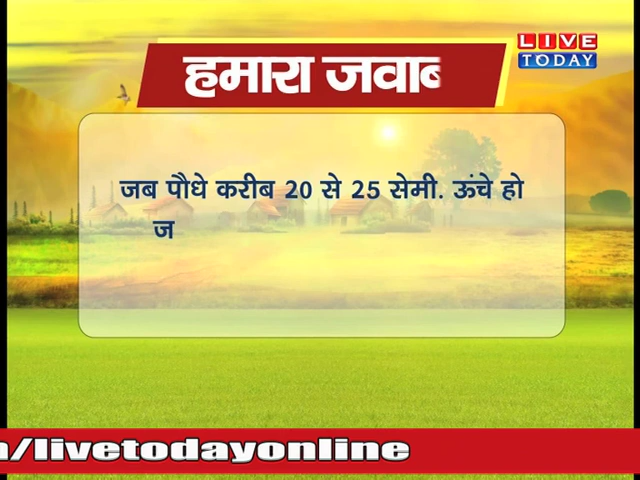 LIVE
TODAY
हमारा जवाब
जब पौधे करीब 20 से 25 सेमी. ऊंचे हो
ज
/livetodayonline